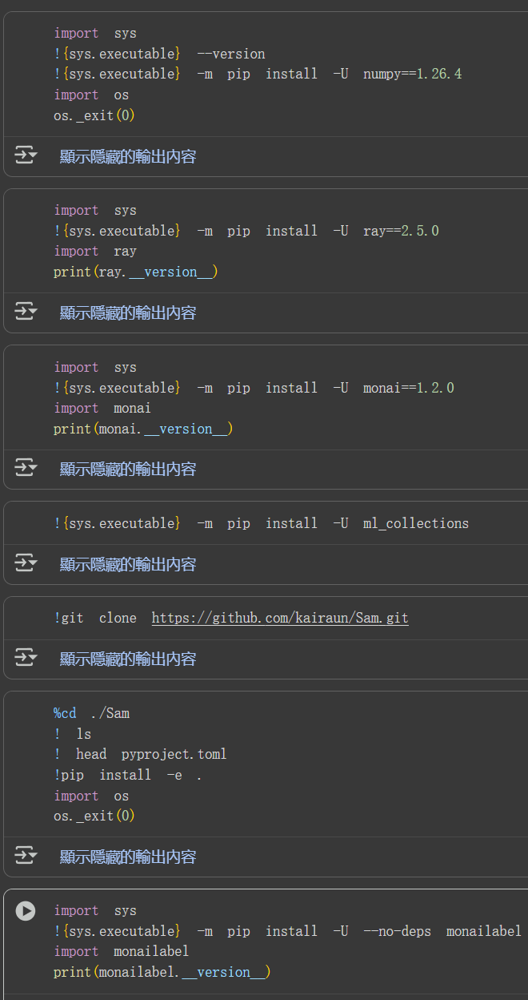 import sys
!{sys.executable} --version
!{sys.executable} -m pip install -U numpy==1.26.4
import os
os._exit(0)
顯示隱藏的輸出內容
import sys
!{sys.executable} -m pip install -U ray==2.5.0
import ray
print(ray.__version__)
顯示隱藏的輸出內容
import sys
!{sys.executable} -m pip install -U monai==1.2.0
import monai
print(monai.__version__)
顯示隱藏的輸出內容
!{sys.executable} -m pip install -U ml_collections
顯示隱藏的輸出內容
!git clone https://github.com/kairaun/Sam.git
顯示隱藏的輸出內容
%cd ./Sam
! ls
! head pyproject.toml
!pip install -e .
import os
os._exit(0)
顯示隱藏的輸出內容
import sys
!{sys.executable} -m pip install -U --no-deps monailabel
import monailabel
print(monailabel.__version__)